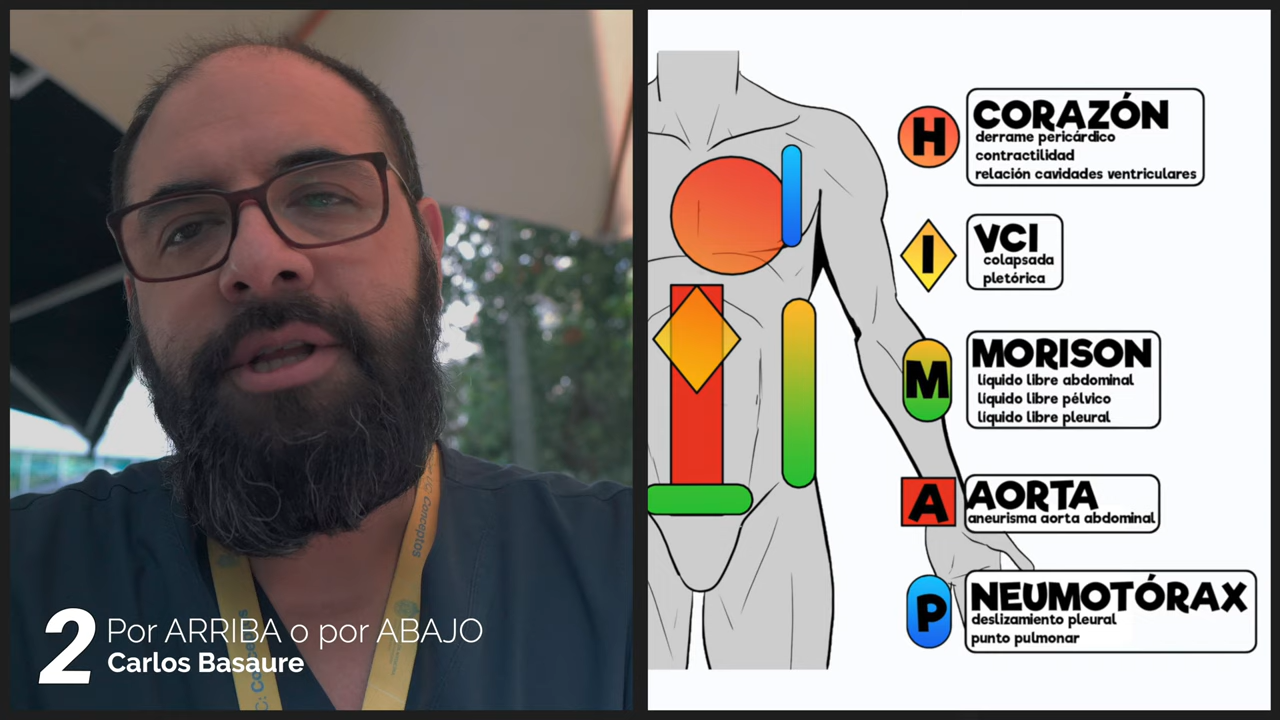 2
Por ARRIBA o por ABAJO
Carlos Basaure
C: Conceptos
H
CORAZÓN
derrame pericárdico
contractilidad
relación cavidades ventriculares
I
VCI
colapsada
pletórica
M
MORISON
líquido libre abdominal
líquido libre pélvico
líquido libre pleural
A
AORTA
aneurisma aorta abdominal
P
NEUMOTÓRAX
deslizamiento pleural
punto pulmonar